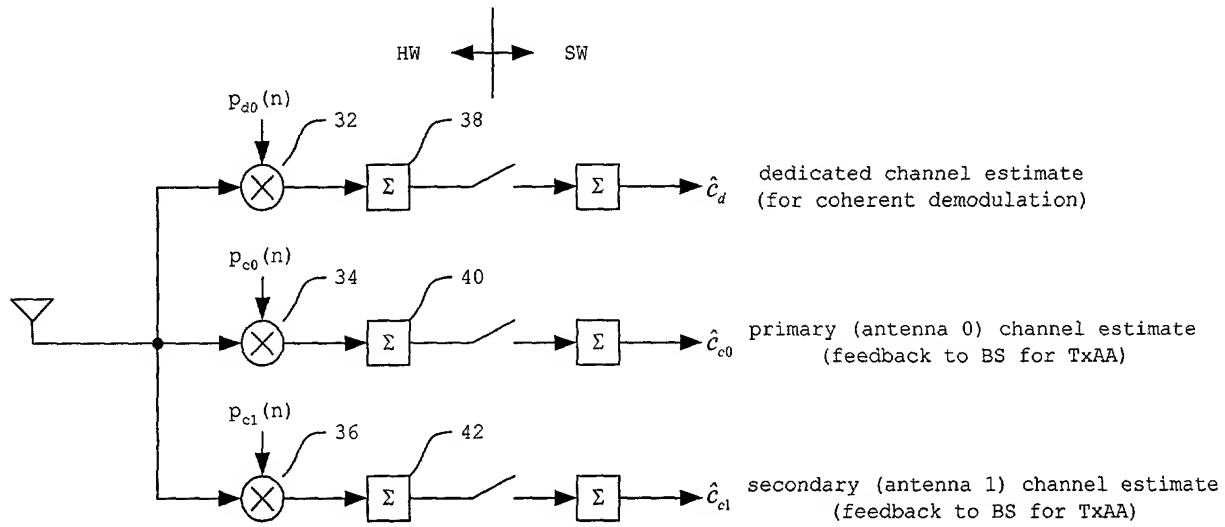 HW SW
p_d0(n)
32 38
Σ Σ ĉ_d dedicated channel estimate
(for coherent demodulation)
p_c0(n)
34 40
Σ Σ ĉ_c0 primary (antenna 0) channel estimate
(feedback to BS for TxAA)
p_c1(n)
36 42
Σ Σ ĉ_c1 secondary (antenna 1) channel estimate
(feedback to BS for TxAA)